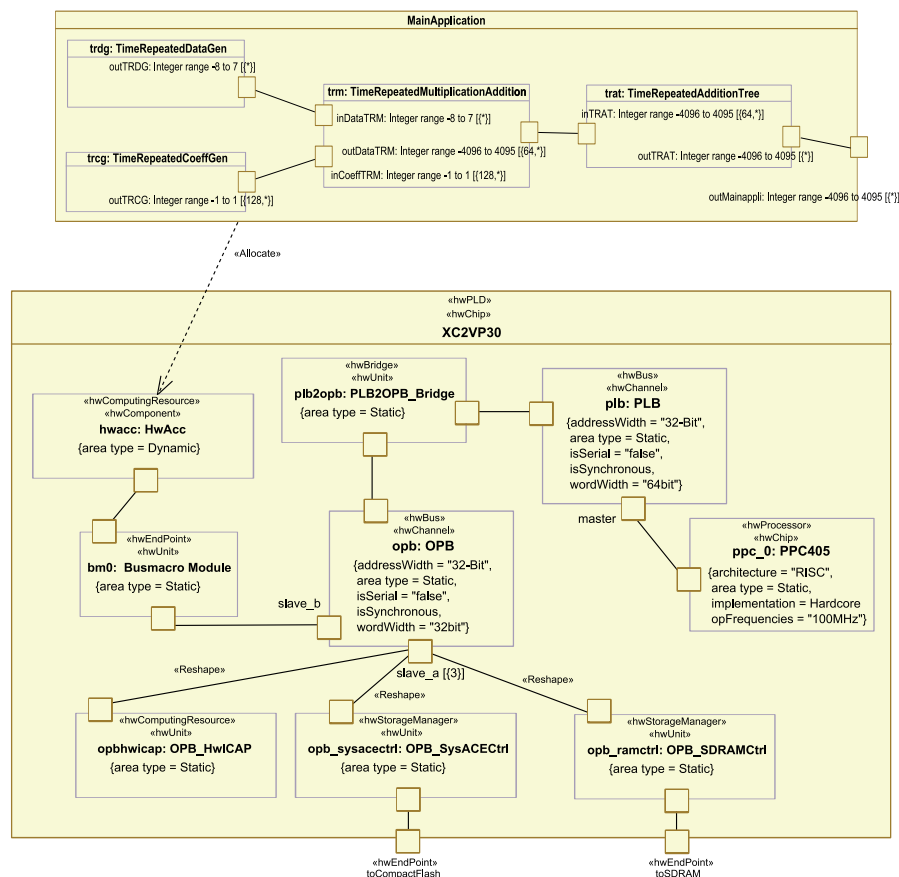 MainApplication
trdg: TimeRepeatedDataGen
outTRDG: Integer range -8 to 7 [{*}]
trm: TimeRepeatedMultiplicationAddition
inDataTRM: Integer range -8 to 7 [{*}]
outDataTRM: Integer range -4096 to 4095 [{64,*}]
inCoeffTRM: Integer range -1 to 1 [{128,*}]
trat: TimeRepeatedAdditionTree
inTRAT: Integer range -4096 to 4095 [{64,*}]
outTRAT: Integer range -4096 to 4095 [{*}]
trcg: TimeRepeatedCoeffGen
outTRCG: Integer range -1 to 1 [{128,*}]
outMainappli: Integer range -4096 to 4095 [{*}]
«Allocate»
«hwPLD»
«hwChip»
XC2VP30
«hwBridge»
«hwUnit»
plb2opb: PLB2OPB_Bridge
{area type = Static}
«hwBus»
«hwChannel»
plb: PLB
{addressWidth = "32-Bit",
area type = Static,
isSerial = "false",
isSynchronous,
wordWidth = "64bit"}
master
«hwComputingResource»
«hwComponent»
hwacc: HwAcc
{area type = Dynamic}
«hwEndPoint»
«hwUnit»
bm0: Busmacro Module
{area type = Static}
«hwBus»
«hwChannel»
opb: OPB
{addressWidth = "32-Bit",
area type = Static,
isSerial = "false",
isSynchronous,
wordWidth = "32bit"}
slave_b
slave_a [{3}]
«hwProcessor»
«hwChip»
ppc_0: PPC405
{architecture = "RISC",
area type = Static,
implementation = Hardcore
opFrequencies = "100MHz"}
«Reshape»
«Reshape»
«Reshape»
«hwComputingResource»
«hwUnit»
opbhwicap: OPB_HwICAP
{area type = Static}
«hwStorageManager»
«hwUnit»
opb_sysacectrl: OPB_SysACECtrl
{area type = Static}
«hwStorageManager»
«hwUnit»
opb_ramctrl: OPB_SDRAMCtrl
{area type = Static}
«hwEndPoint»
toCompactFlash
«hwEndPoint»
toSDRAM